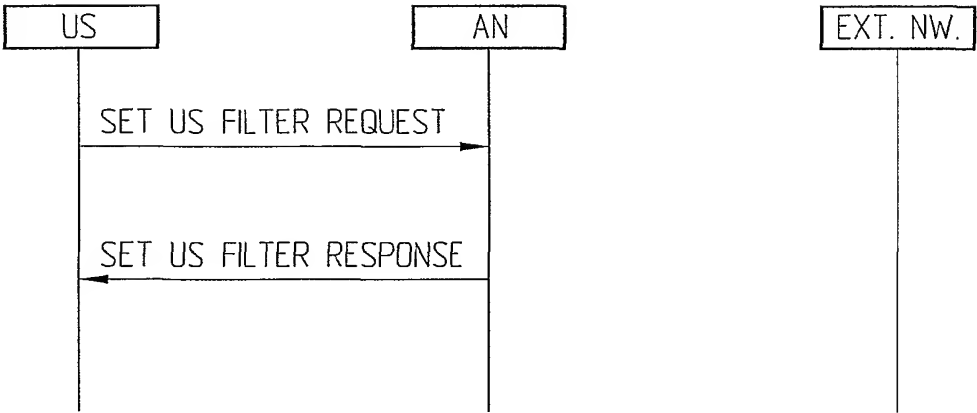 US
AN
EXT. NW.
SET US FILTER REQUEST
SET US FILTER RESPONSE